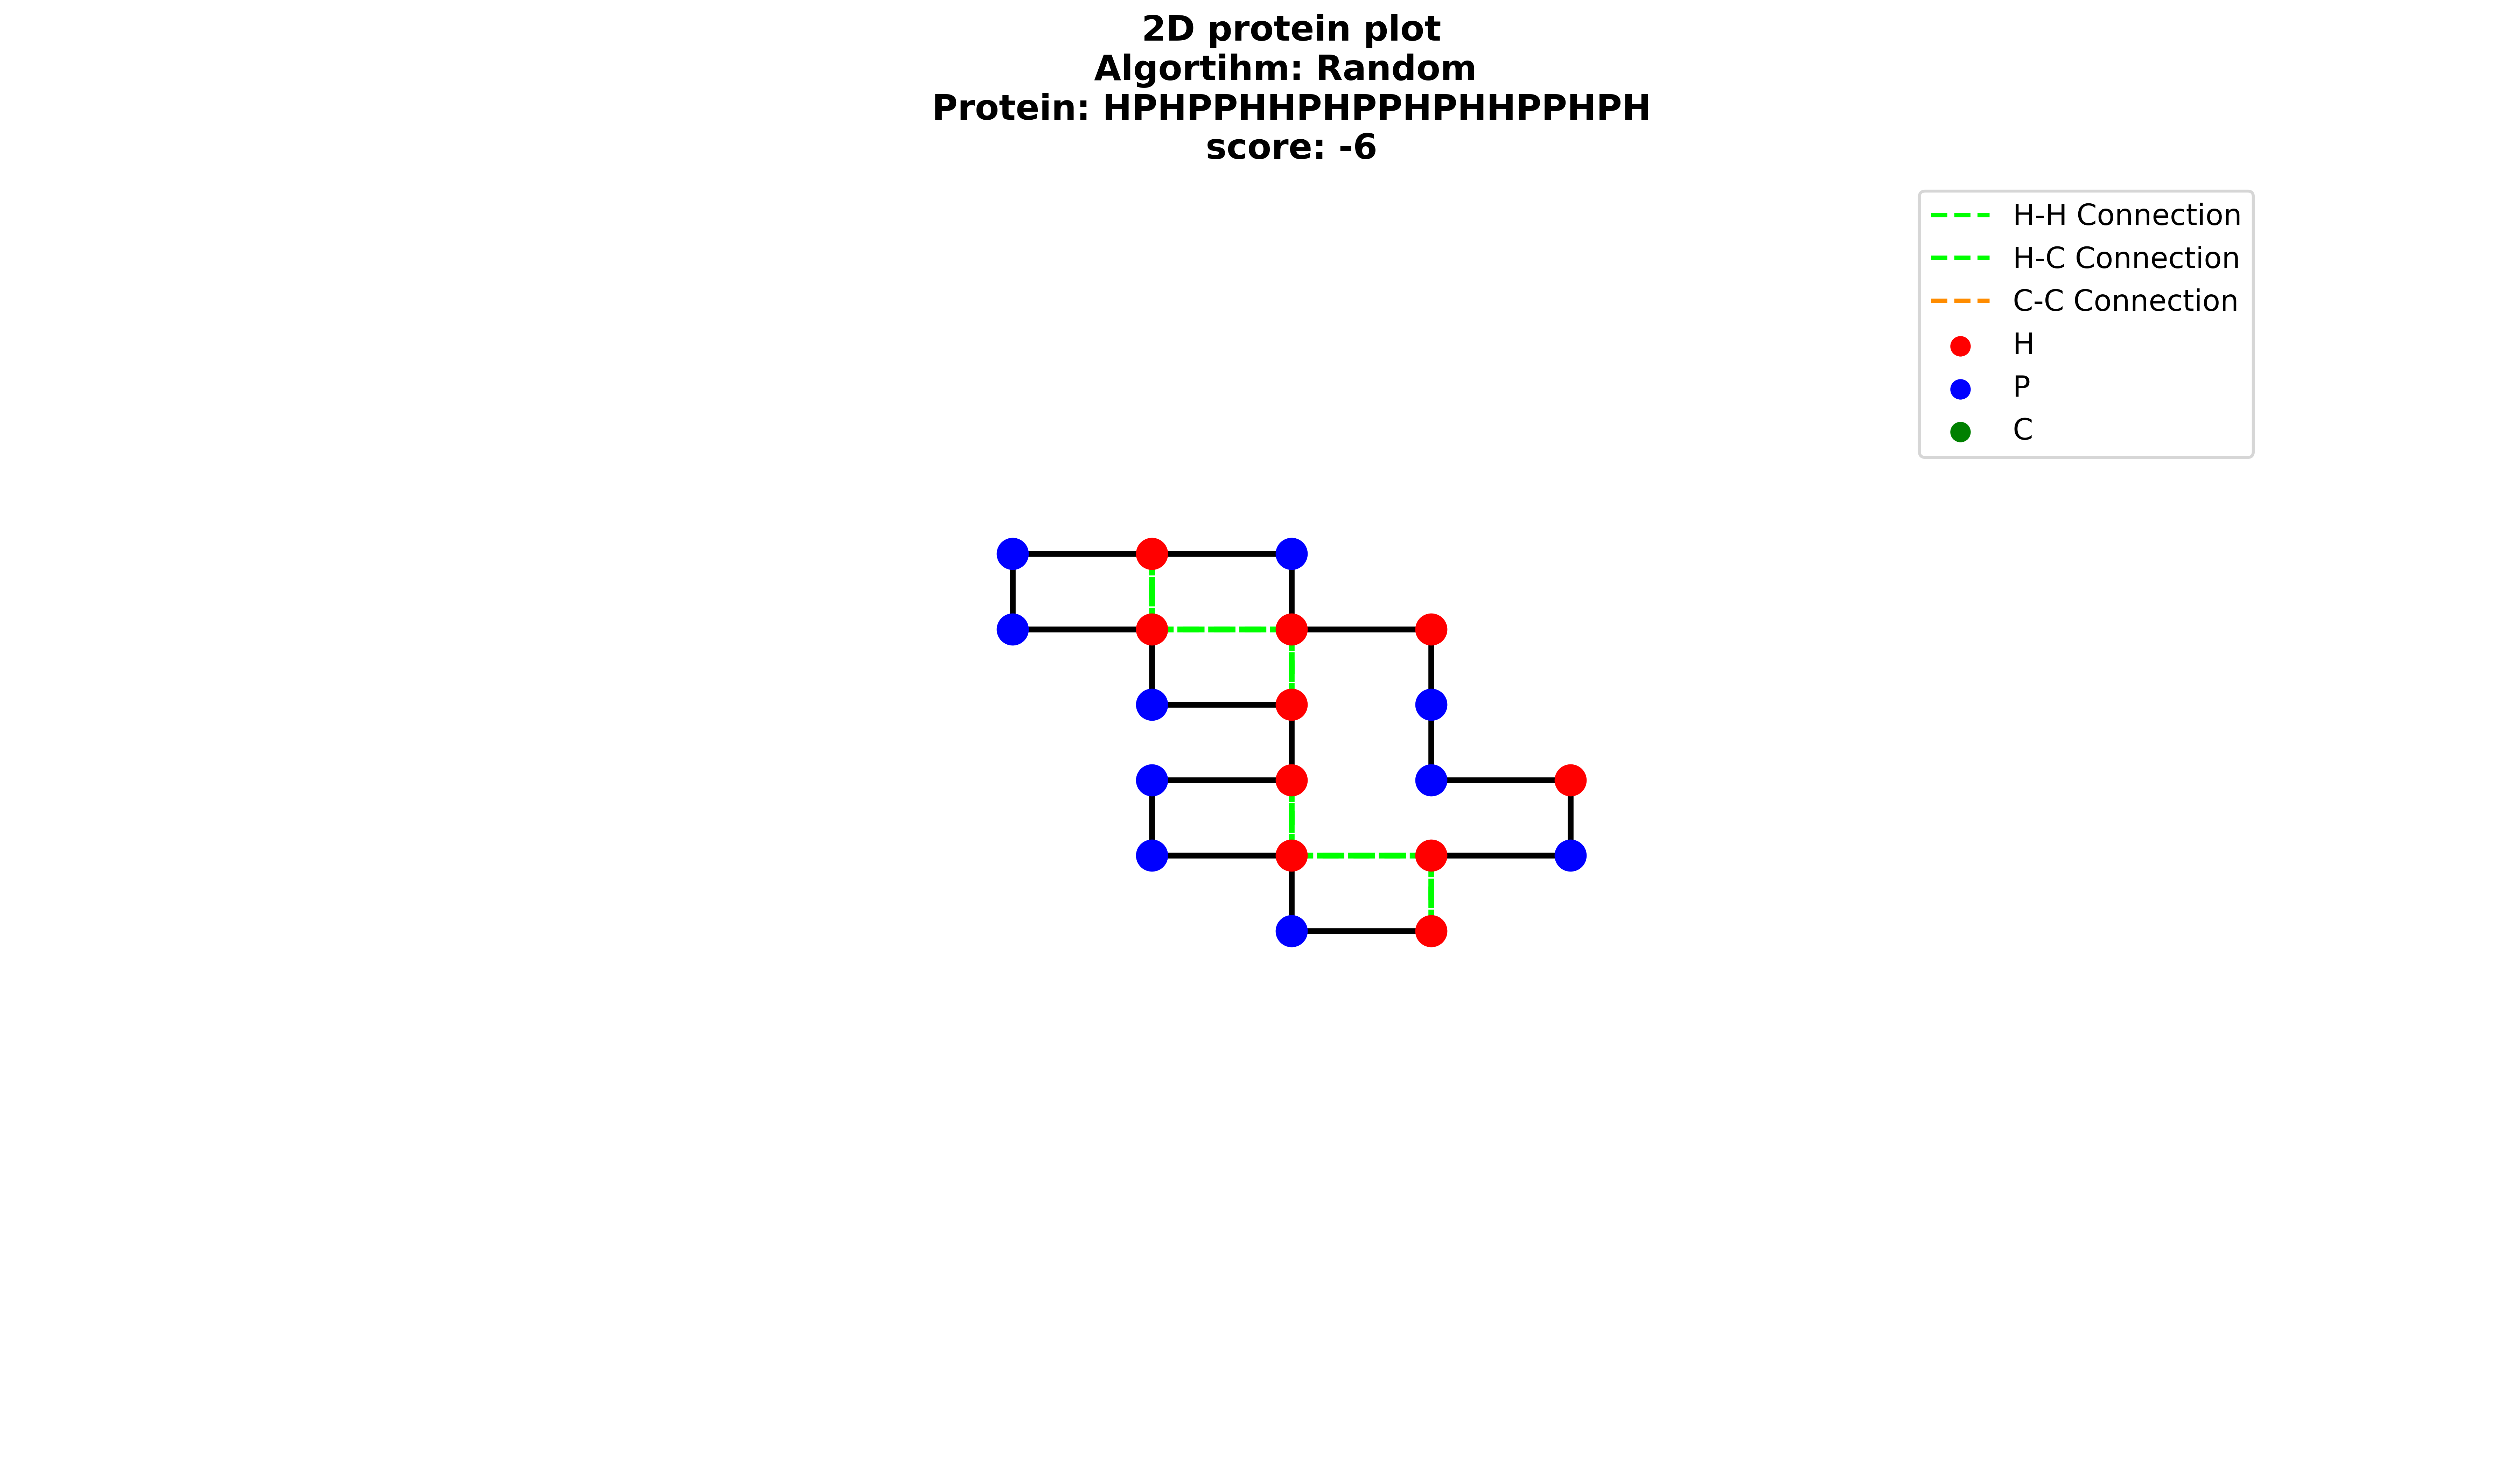 2D protein plot
Algortihm: Random
Protein: HPHPPHHPHPPHPHHPPHPH
score: -6
H-H Connection
H-C Connection
C-C Connection
H
P
C